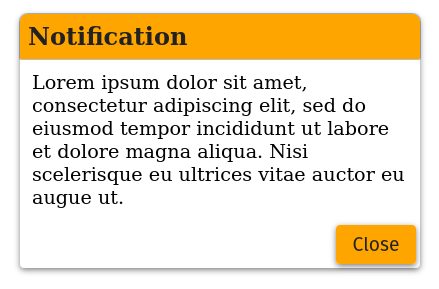 Notification
Lorem ipsum dolor sit amet,
consectetur adipiscing elit, sed do
eiusmod tempor incididunt ut labore
et dolore magna aliqua. Nisi
scelerisque eu ultrices vitae auctor eu
augue ut.
Close